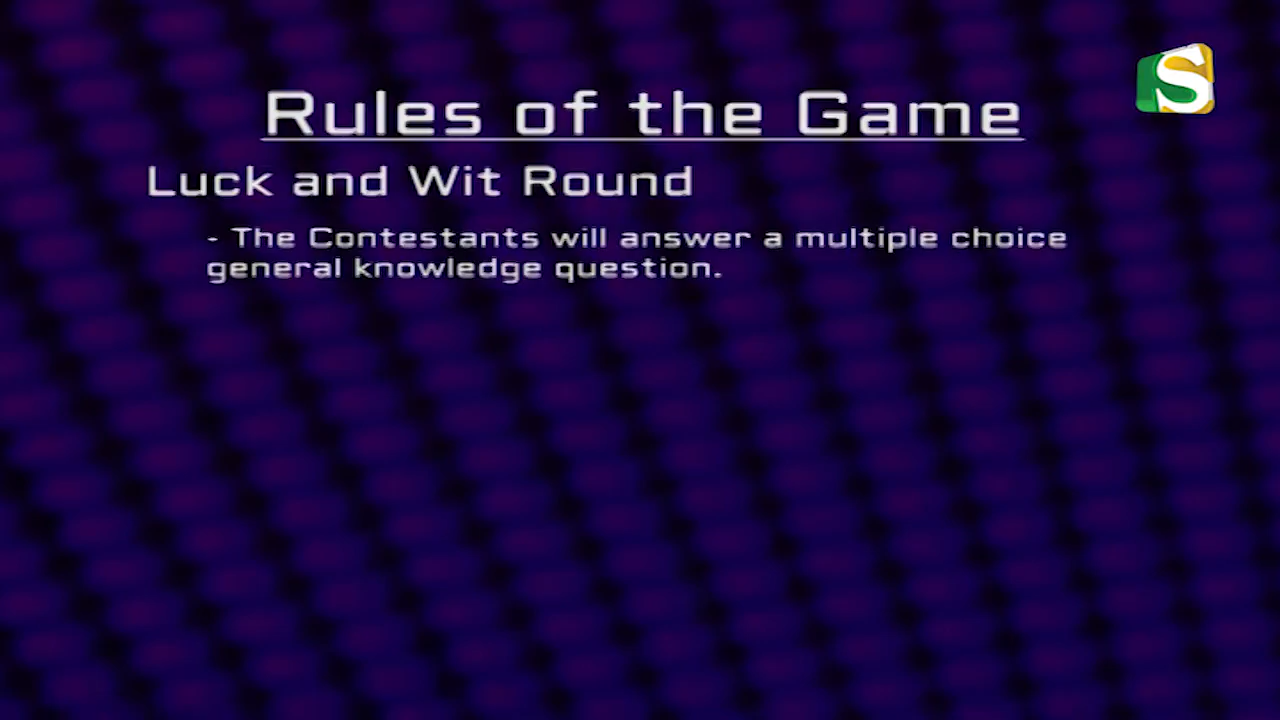 Rules of the Game
Luck and Wit Round
- The Contestants will answer a multiple choice
general knowledge question.
S